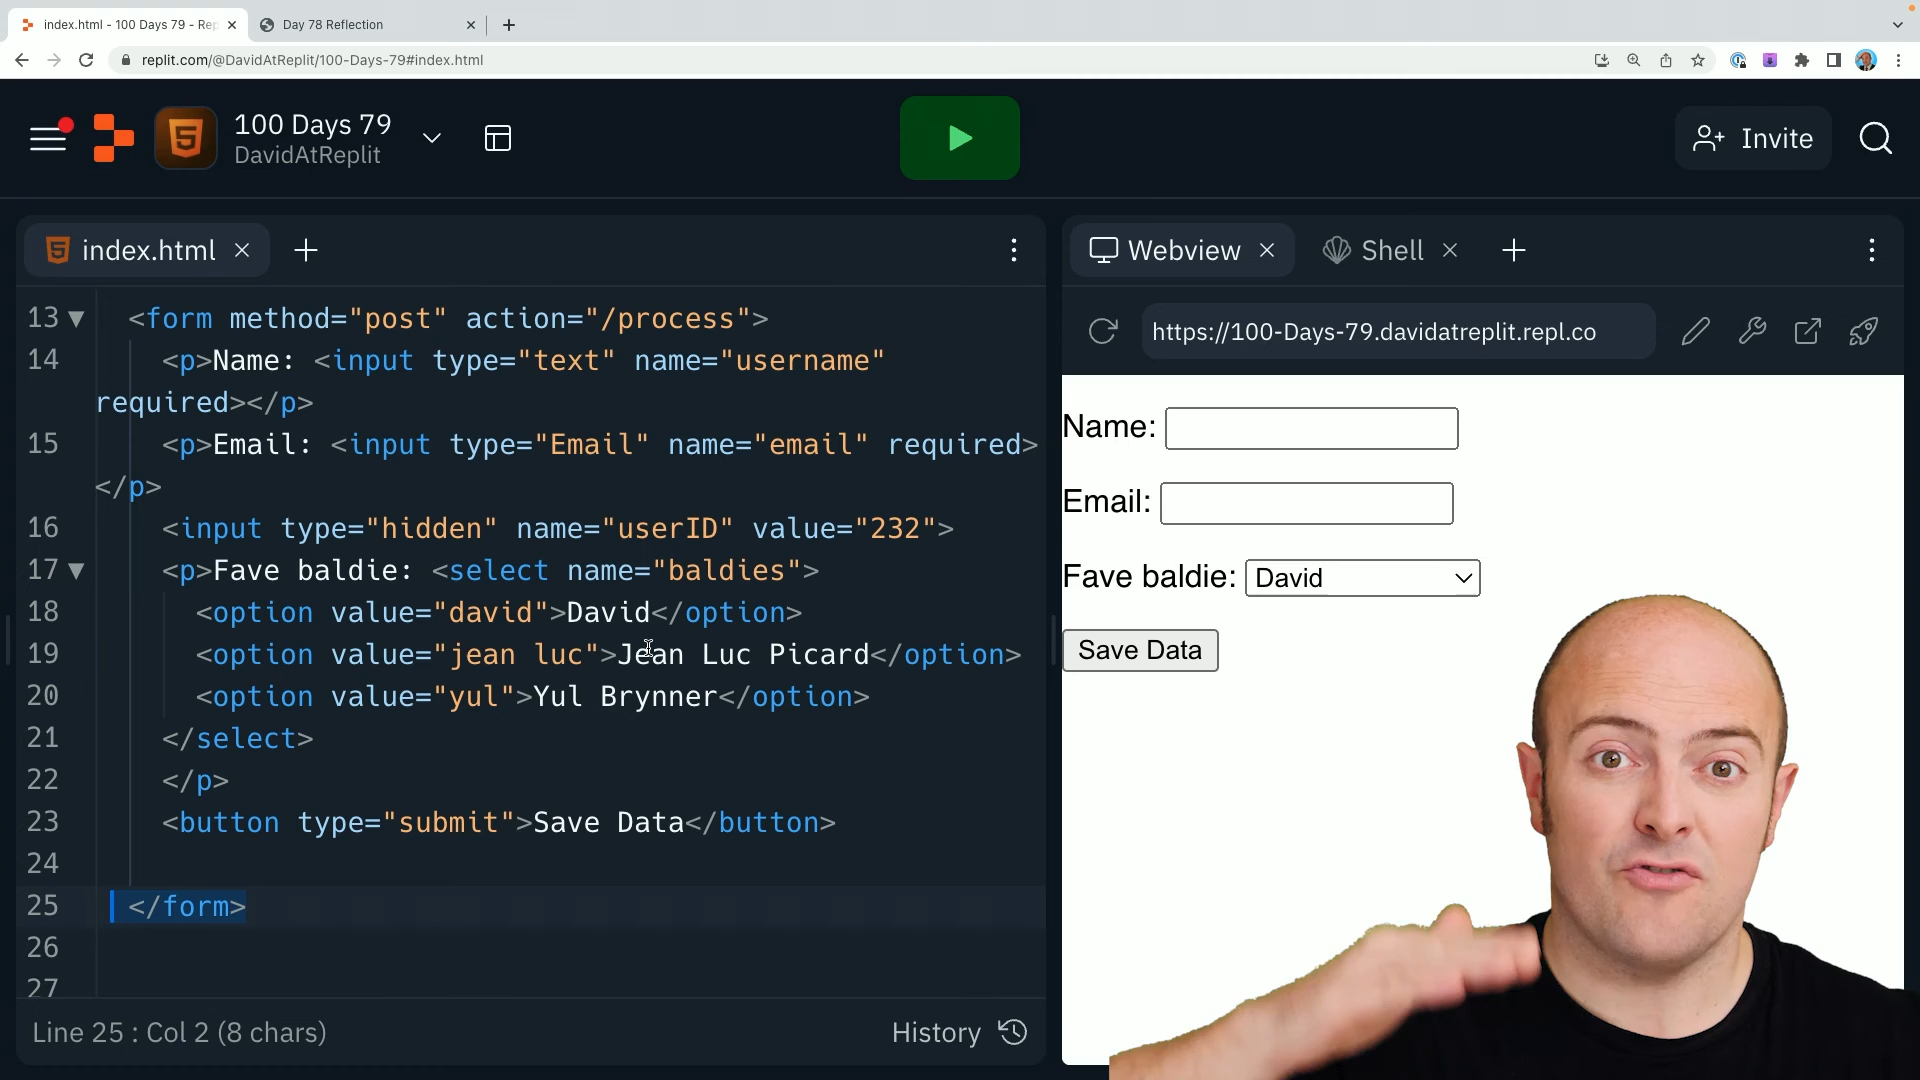 index.html - 100 Days 79 - Rep
Day 78 Reflection
replit.com/@DavidAtReplit/100-Days-79#index.html
100 Days 79
DavidAtReplit
Invite
index.html
Webview
Shell
https://100-Days-79.davidatreplit.repl.co
13 <form method="post" action="/process">
14 <p>Name: <input type="text" name="username"
required></p>
15 <p>Email: <input type="Email" name="email" required>
</p>
16 <input type="hidden" name="userID" value="232">
17 <p>Fave baldie: <select name="baldies">
18 <option value="david">David</option>
19 <option value="jean luc">Jean Luc Picard</option>
20 <option value="yul">Yul Brynner</option>
21 </select>
22 </p>
23 <button type="submit">Save Data</button>
24
25 </form>
26
27
Line 25 : Col 2 (8 chars)
History
Name:
Email:
Fave baldie: David
Save Data